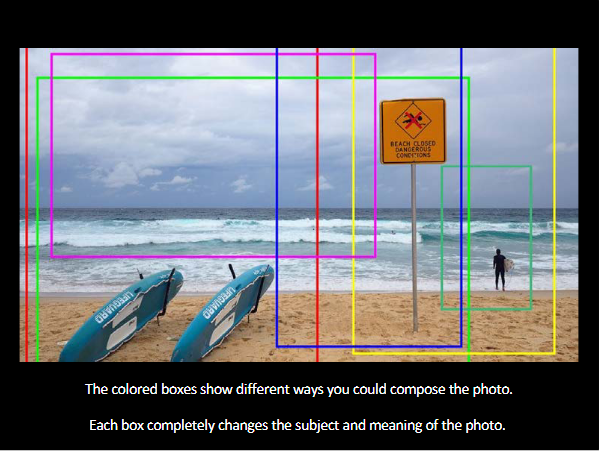 BEACH CLOSED
DANGEROUS
CONDITIONS
LIFEGUARD
LIFEGUARD
The colored boxes show different ways you could compose the photo.
Each box completely changes the subject and meaning of the photo.